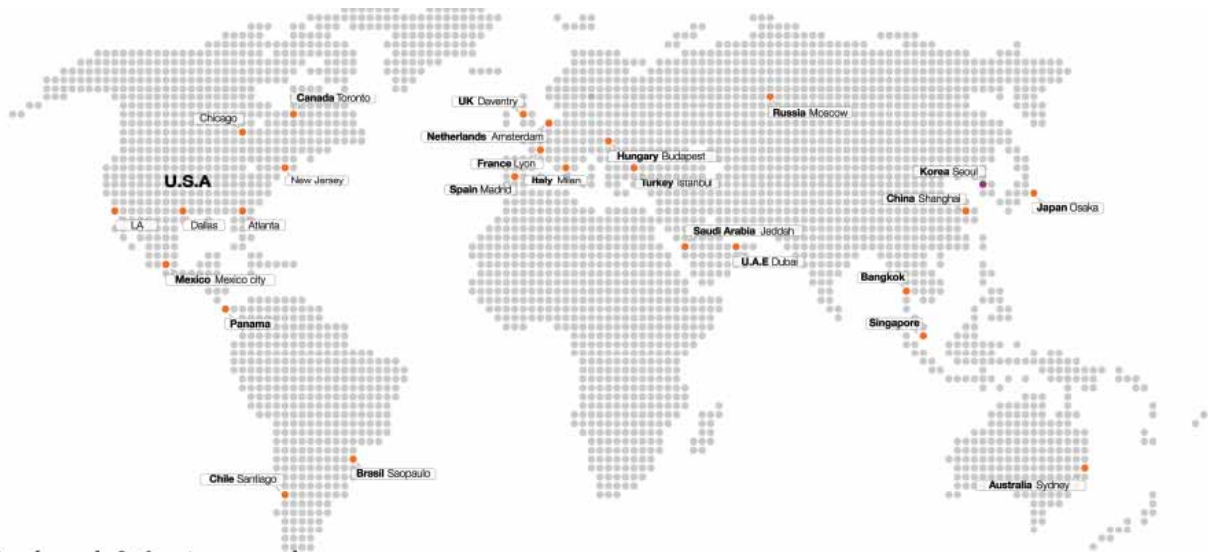 Canada Toronto
Chicago
UK Daventry
Russia Moscow
Netherlands Amsterdam
Hungary Budapest
France Lyon
Korea Seoul
U.S.A
New Jersey
Italy Milan
Turkey Istanbul
Spain Madrid
China Shanghai
Japan Osaka
LA
Dallas
Atlanta
Saudi Arabia Jeddah
U.A.E Dubai
Mexico Mexico city
Bangkok
Panama
Singapore
Brasil Saopaulo
Chile Santiago
Australia Sydney